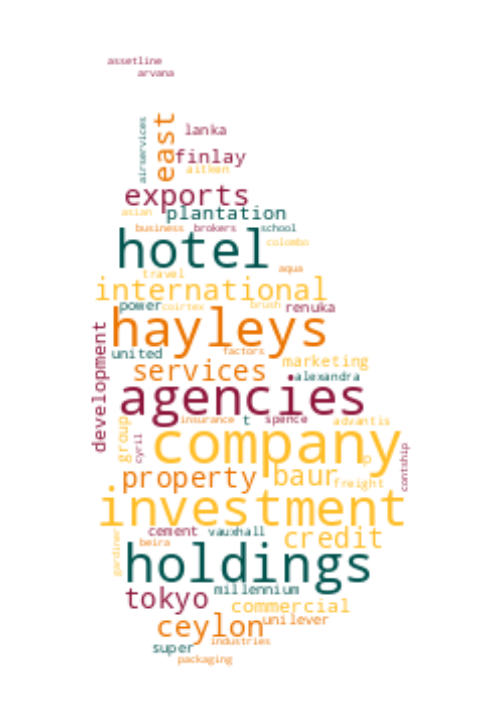 assetline
arvana
airservices
east
lanka
finlay
aitken
exports
asian
plantation
business brokers school
hotel
colombo
aqua
travel
international
power coirtex brush renuka
hayleys
development
united factors
marketing
services
alexandra
agencies
group
insurance t spence advantis
cyril
company
p
contship
property baur
freight
investment
cement vauxhall
credit
beira
gardiner
holdings
millennium
tokyo
commercial
ceylon unilever
industries
super
packaging